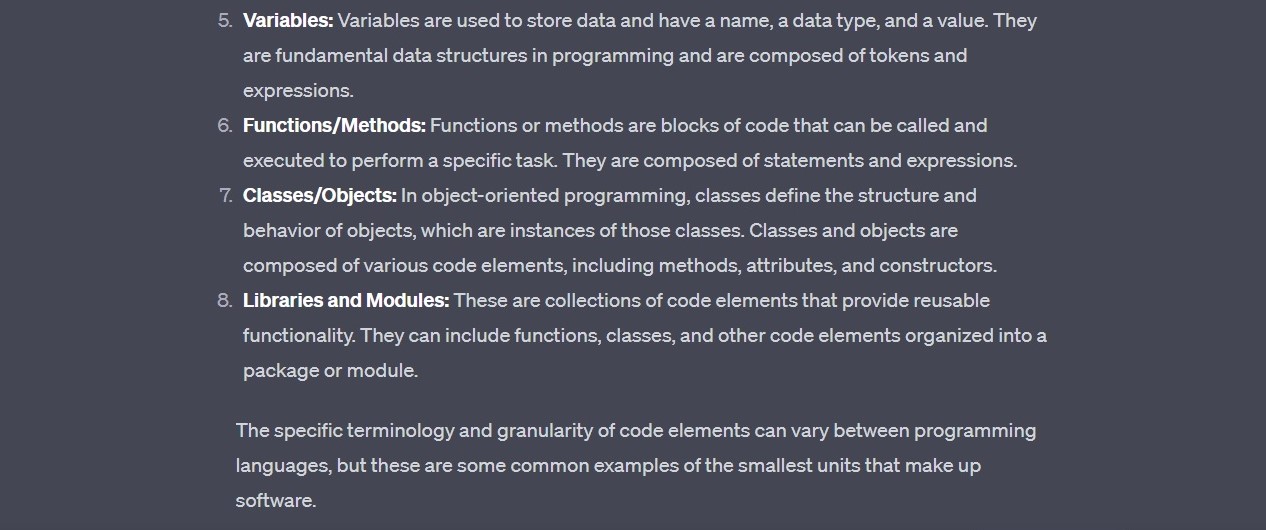 5. Variables: Variables are used to store data and have a name, a data type, and a value. They
are fundamental data structures in programming and are composed of tokens and
expressions.
6. Functions/Methods: Functions or methods are blocks of code that can be called and
executed to perform a specific task. They are composed of statements and expressions.
7. Classes/Objects: In object-oriented programming, classes define the structure and
behavior of objects, which are instances of those classes. Classes and objects are
composed of various code elements, including methods, attributes, and constructors.
8. Libraries and Modules: These are collections of code elements that provide reusable
functionality. They can include functions, classes, and other code elements organized into a
package or module.
The specific terminology and granularity of code elements can vary between programming
languages, but these are some common examples of the smallest units that make up
software.